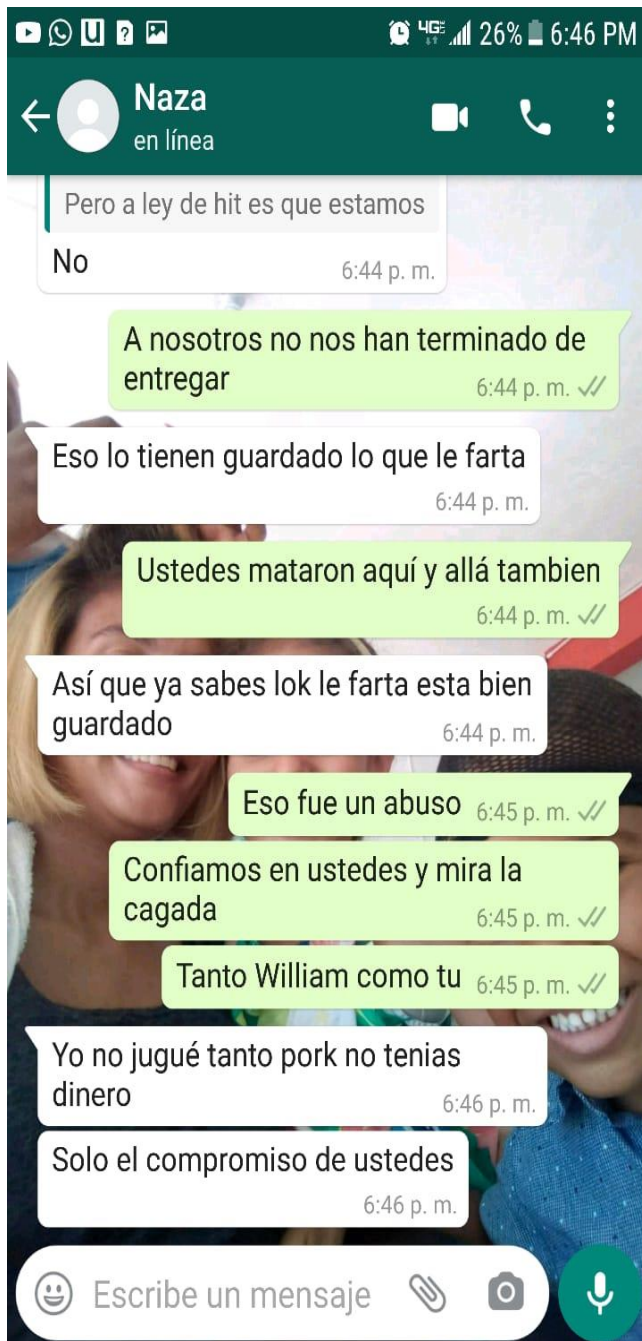 4GE 26% 6:46 PM
Naza
en línea
Pero a ley de hit es que estamos
No
6:44 p. m.
A nosotros no nos han terminado de
entregar
6:44 p. m.
Eso lo tienen guardado lo que le farta
6:44 p. m.
Ustedes mataron aquí y allá tambien
6:44 p. m.
Así que ya sabes lok le farta esta bien
guardado
6:44 p. m.
Eso fue un abuso 6:45 p. m.
Confiamos en ustedes y mira la
cagada
6:45 p. m.
Tanto William como tu 6:45 p. m.
Yo no jugué tanto pork no tenias
dinero
6:46 p. m.
Solo el compromiso de ustedes
6:46 p. m.
Escribe un mensaje